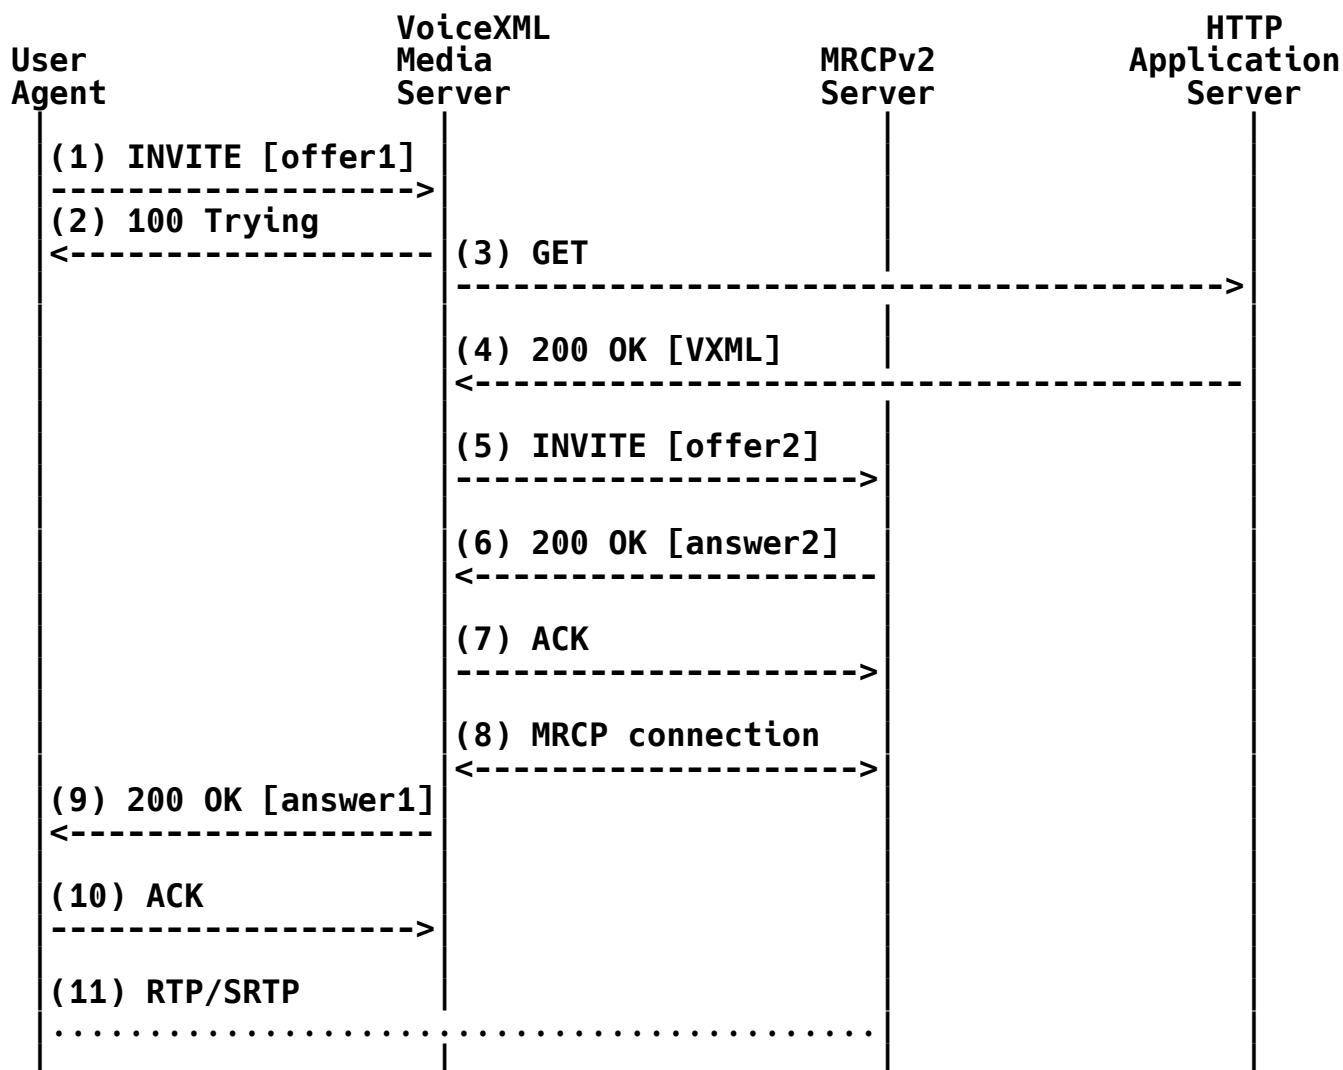 VoiceXML HTTP
User Media MRCPv2 Application
Agent Server Server Server
(1) INVITE [offer1]
(2) 100 Trying
(3) GET
(4) 200 OK [VXML]
(5) INVITE [offer2]
(6) 200 OK [answer2]
(7) ACK
(8) MRCP connection
(9) 200 OK [answer1]
(10) ACK
(11) RTP/SRTP